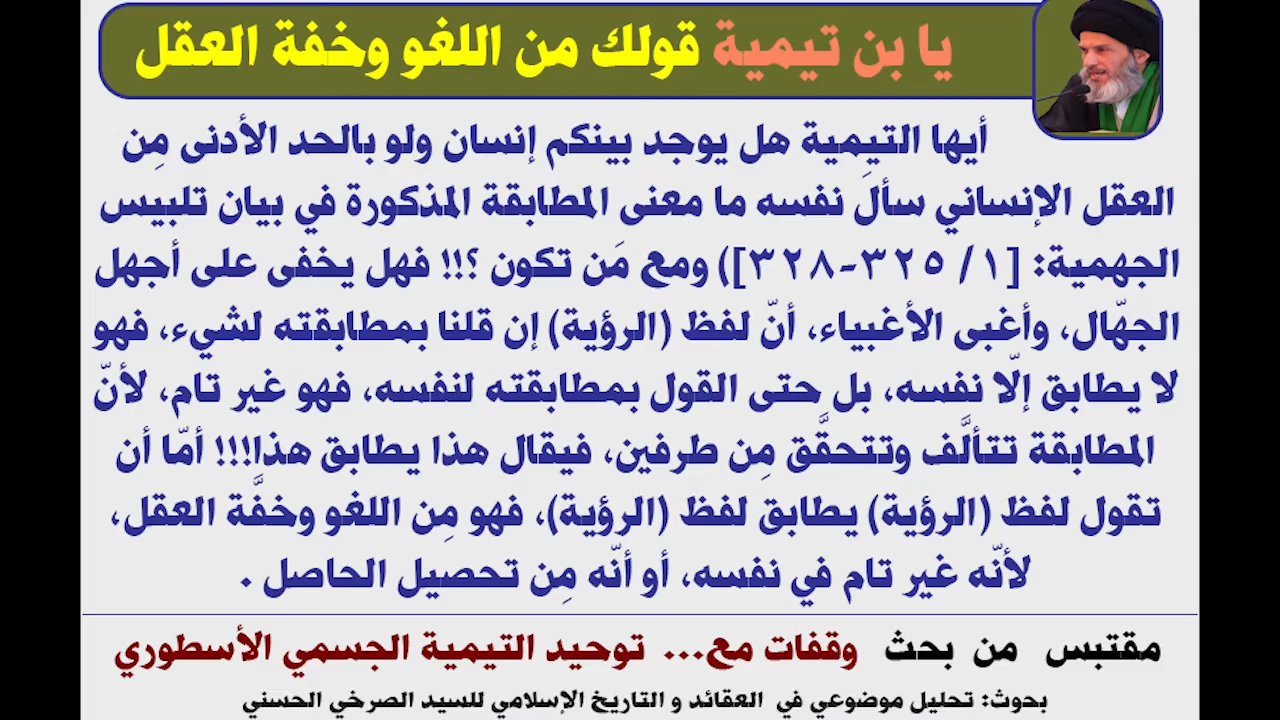 يا بن تيمية قولك من اللغو وخفة العقل
أيها التيمية هل يوجد بينكم إنسان ولو بالحد الأدنى مِن
العقل الإنساني سألَ نفسه ما معنى المطابقة المذكورة في بيان تلبيس
الجهمية: [١/ ٣٢٥-٣٢٨]) ومع مَن تكون ؟!! فهل يخفى على أجهل
الجهّال، وأغبى الأغبياء، أنّ لفظ (الرؤية) إن قلنا بمطابقته لشيء، فهو
لا يطابق إلّا نفسه، بل حتى القول بمطابقته لنفسه، فهو غير تام، لأنّ
المطابقة تتألَّف وتتحقَّق مِن طرفين، فيقال هذا يطابق هذا!!! أمّا أن
تقول لفظ (الرؤية) يطابق لفظ (الرؤية)، فهو مِن اللغو وخفَّة العقل،
لأنّه غير تام في نفسه، أو أنّه مِن تحصيل الحاصل .
مقتبس من بحث وقفات مع... توحيد التيمية الجسمي الأسطوري
بحوث: تحليل موضوعي في العقائد و التاريخ الإسلامي للسيد الصرخي الحسني